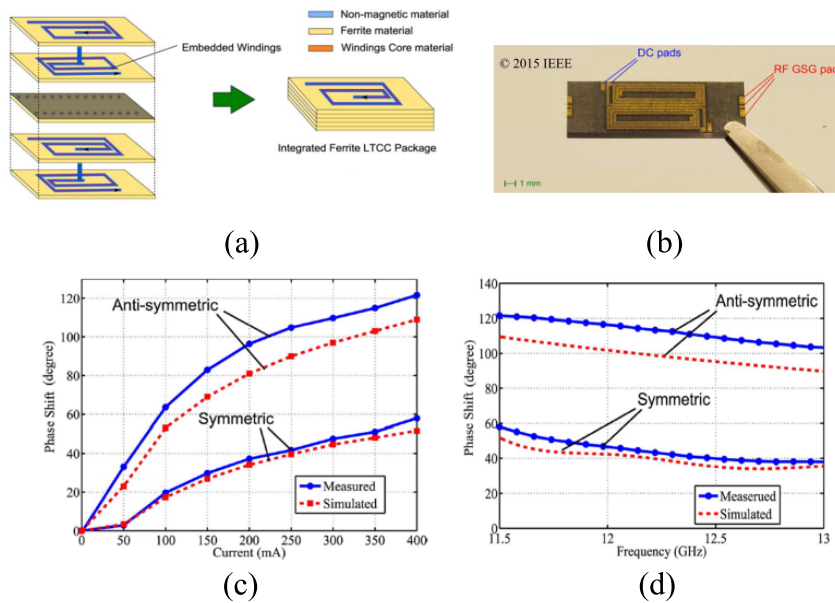 Non-magnetic material
Ferrite material
Windings Core material
Embedded Windings
Integrated Ferrite LTCC Package
(a)
© 2015 IEEE
DC pads
RF GSG pad
1 mm
(b)
Phase Shift (degree)
120
100
80
60
40
20
0
Anti-symmetric
Symmetric
Measured
Simulated
0 50 100 150 200 250 300 350 400
Current (mA)
(c)
Phase Shift (degree)
140
120
100
80
60
40
20
0
Anti-symmetric
Symmetric
Measerued
Simulated
11.5 12 12.5 13
Frequency (GHz)
(d)